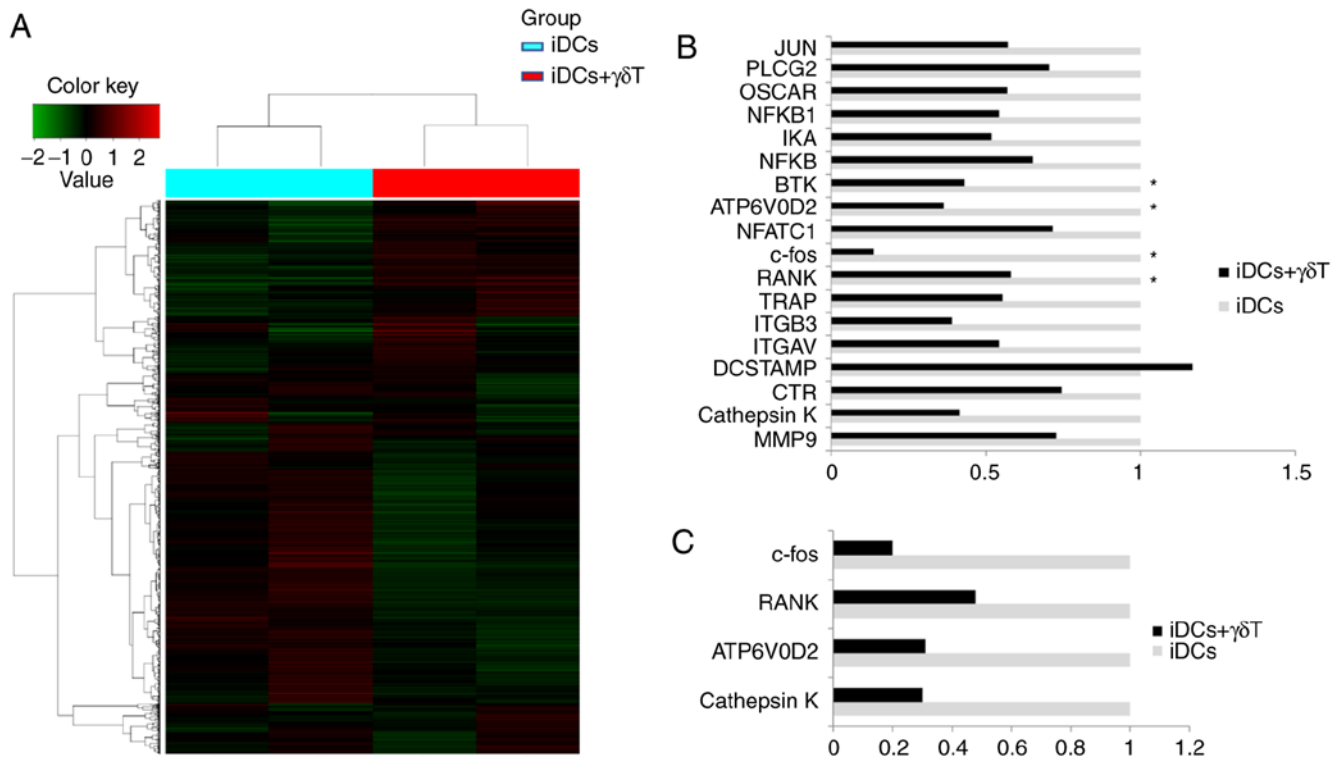 A
Group
iDCs
iDCs+γδT
Color key
−2 −1 0 1 2
Value
B
JUN
PLCG2
OSCAR
NFKB1
IKA
NFKB
BTK *
ATP6V0D2 *
NFATC1
c-fos *
RANK *
TRAP
ITGB3
ITGAV
DCSTAMP
CTR
Cathepsin K
MMP9
0 0.5 1 1.5
iDCs+γδT
iDCs
C
c-fos
RANK
ATP6V0D2
Cathepsin K
0 0.2 0.4 0.6 0.8 1 1.2
iDCs+γδT
iDCs